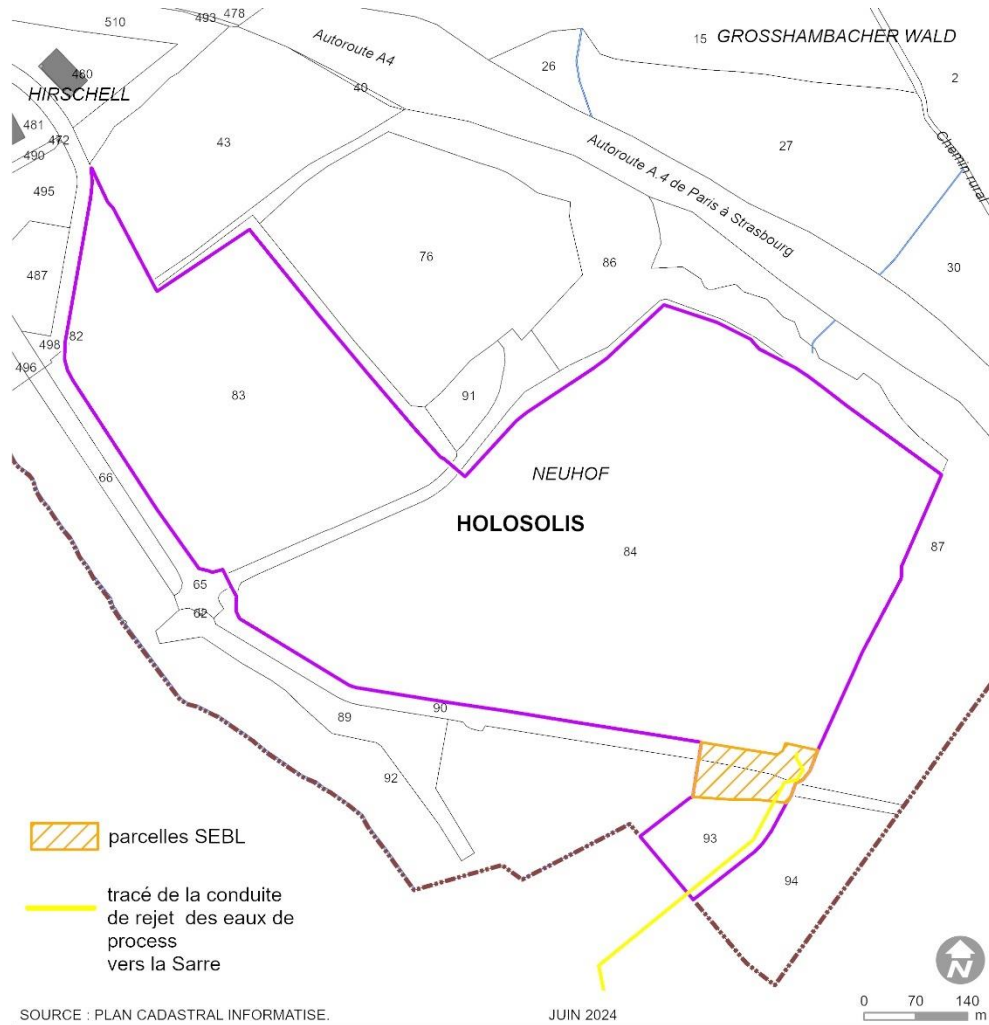 510
493
478
Autoroute A4
15
GROSSHAMBACHER WALD
26
2
480
40
HIRSCHELL
481
472
43
27
490
Chemin rural
495
Autoroute A.4 de Paris à Strasbourg
76
86
30
487
82
498
496
83
91
NEUHOF
66
HOLOSOLIS
84
87
65
62
90
89
92
93
94
parcelles SEBL
tracé de la conduite
de rejet des eaux de
process
vers la Sarre
N
SOURCE : PLAN CADASTRAL INFORMATISE.
JUIN 2024
0 70 140
m